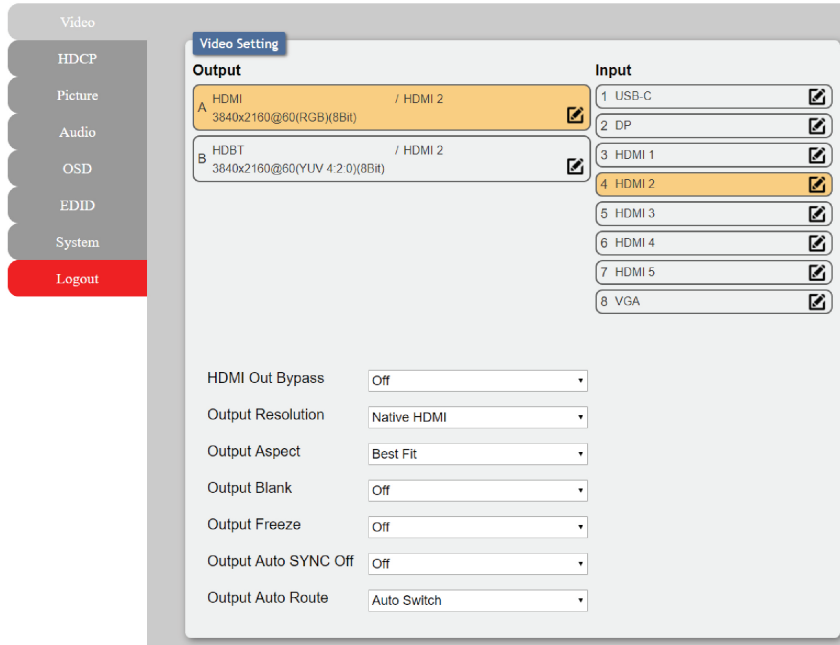 Video
HDCP
Picture
Audio
OSD
EDID
System
Logout
Video Setting
Output
A HDMI / HDMI 2
3840x2160@60(RGB)(8Bit)
B HDBT / HDMI 2
3840x2160@60(YUV 4:2:0)(8Bit)
Input
1 USB-C
2 DP
3 HDMI 1
4 HDMI 2
5 HDMI 3
6 HDMI 4
7 HDMI 5
8 VGA
HDMI Out Bypass Off
Output Resolution Native HDMI
Output Aspect Best Fit
Output Blank Off
Output Freeze Off
Output Auto SYNC Off Off
Output Auto Route Auto Switch